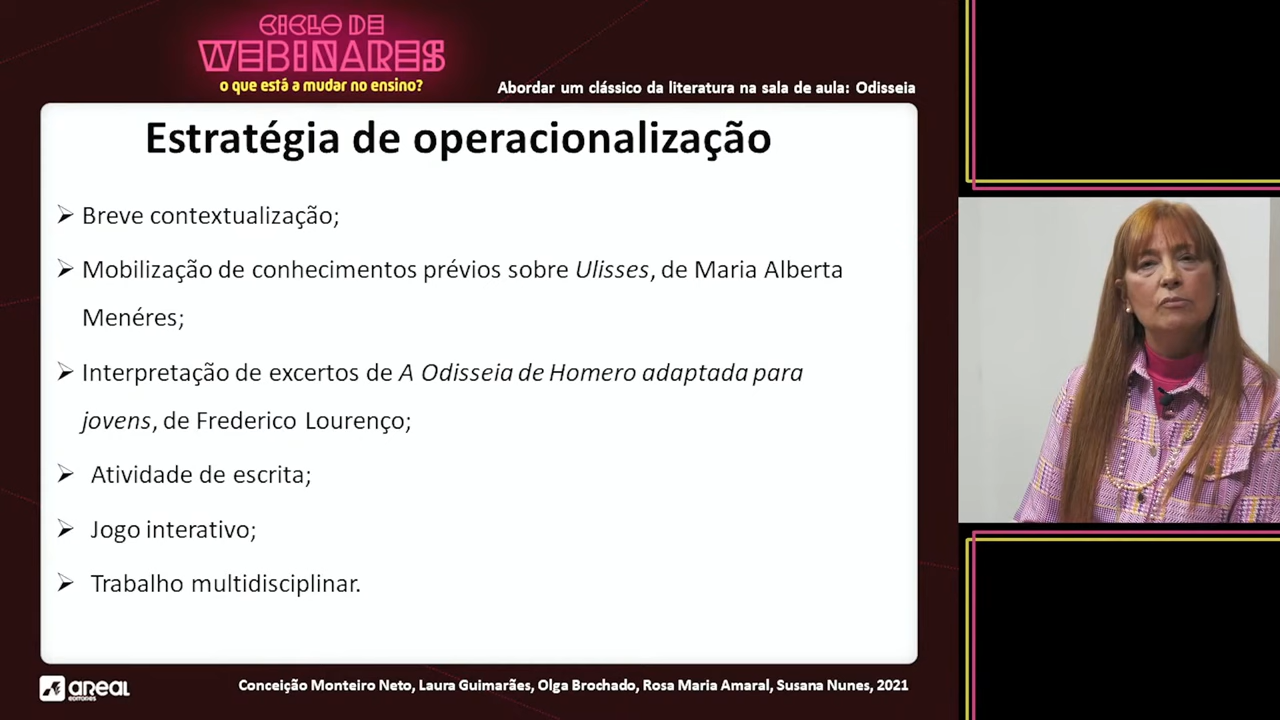 CICLO DE
WEBINARES
o que está a mudar no ensino?
Abordar um clássico da literatura na sala de aula: Odisseia
Estratégia de operacionalização
Breve contextualização;
Mobilização de conhecimentos prévios sobre Ulisses, de Maria Alberta
Menéres;
Interpretação de excertos de A Odisseia de Homero adaptada para
jovens, de Frederico Lourenço;
Atividade de escrita;
Jogo interativo;
Trabalho multidisciplinar.
AREAL
EDITORES
Conceição Monteiro Neto, Laura Guimarães, Olga Brochado, Rosa Maria Amaral, Susana Nunes, 2021